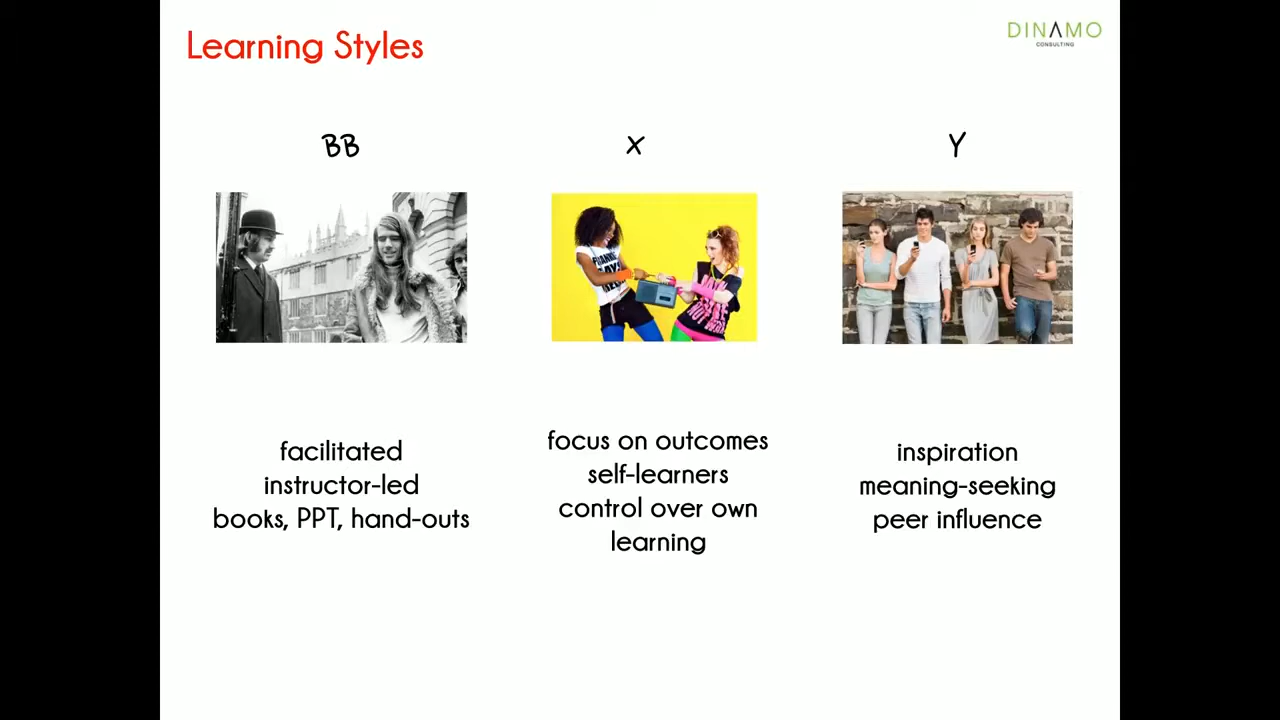 Learning Styles
DINAMO
CONSULTING
BB
X
Y
facilitated
instructor-led
books, PPT, hand-outs
focus on outcomes
self-learners
control over own
learning
inspiration
meaning-seeking
peer influence